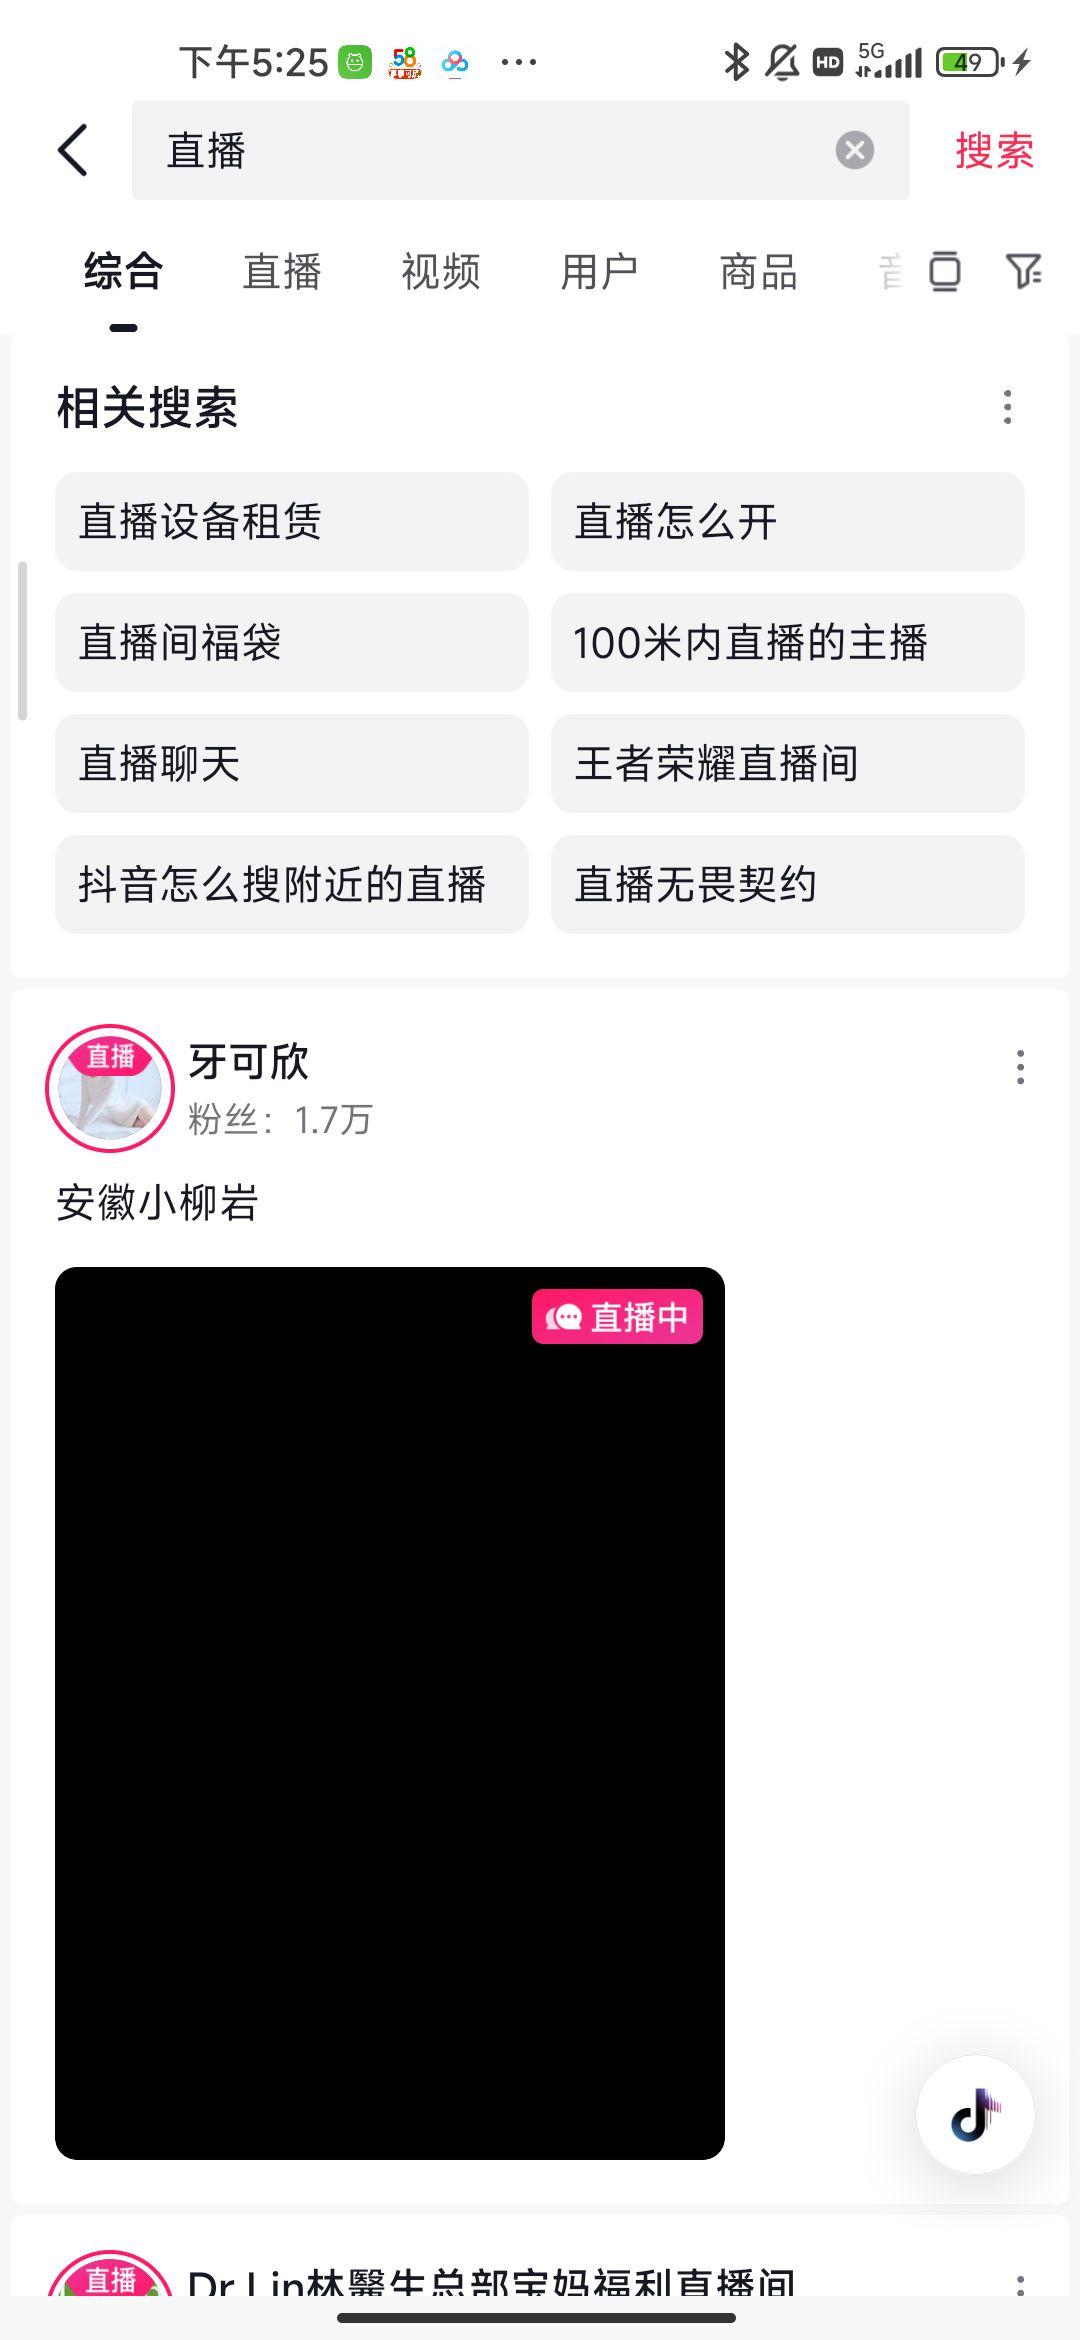 下午5:25
58
HD
5G
49
直播
搜索
综合
直播
视频
用户
商品
相关搜索
直播设备租赁
直播怎么开
直播间福袋
100米内直播的主播
直播聊天
王者荣耀直播间
抖音怎么搜附近的直播
直播无畏契约
直播
牙可欣
粉丝：1.7万
安徽小柳岩
直播中
直播
Dr.Lin林醫生总部宝妈福利直播间